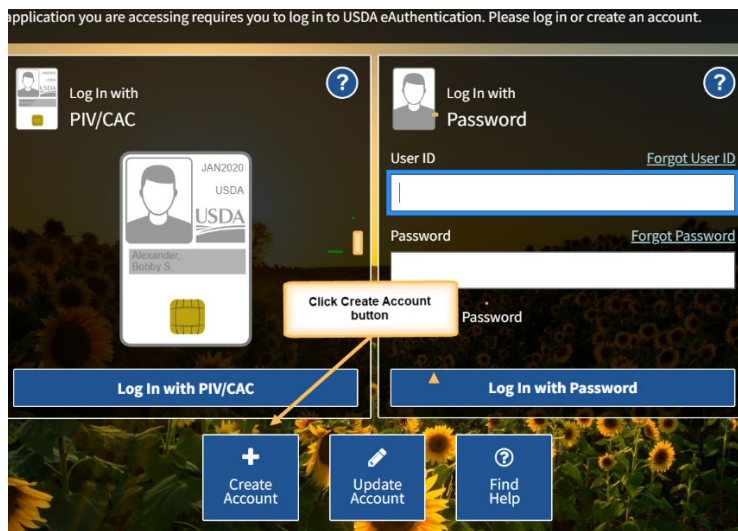 application you are accessing requires you to log in to USDA eAuthentication. Please log in or create an account.
Log In with
PIV/CAC
?
JAN2020
USDA
USDA
Alexander,
Bobby S.
Log In with PIV/CAC
Log In with
Password
?
User ID
Forgot User ID
Password
Forgot Password
Password
Log In with Password
Click Create Account
button
Create
Account
Update
Account
?
Find
Help